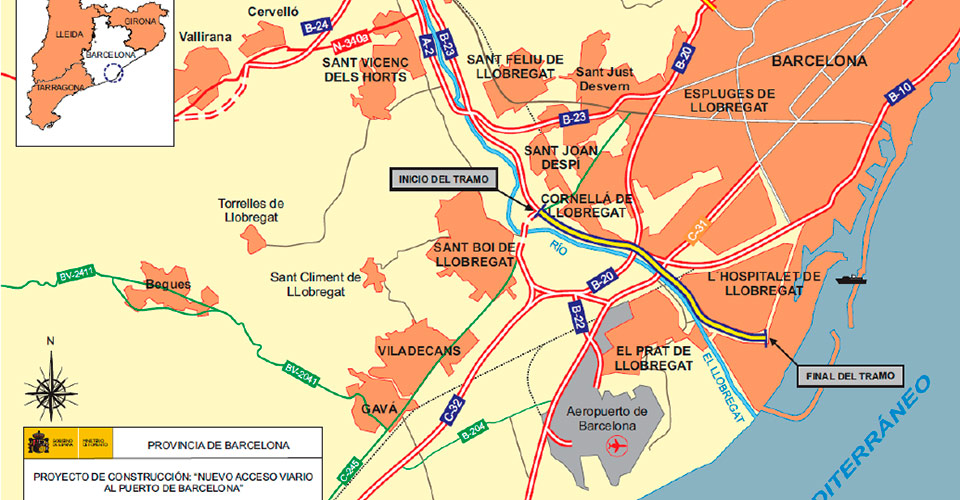 LLEIDA
GIRONA
BARCELONA
TARRAGONA
Cervelló
Vallirana
B-24
N-340a
A-2
B-23
SANT VICENC
DELS HORTS
SANT FELIU DE
LLOBREGAT
Sant Just
Desvern
B-20
BARCELONA
ESPLUGES DE
LLOBREGAT
B-10
B-23
SANT JOAN
DESPÍ
INICIO DEL TRAMO
CORNELLÁ DE
LLOBREGAT
Torrelles de
Llobregat
SANT BOI DE
LLOBREGAT
RÍO
C-31
BV-2411
Begues
Sant Climent de
LLobregat
B-20
L'HOSPITALET DE
LLOBREGAT
B-22
N
VILADECANS
EL PRAT DE
LLOBREGAT
EL LLOBREGAT
FINAL DEL TRAMO
BV-2041
GAVÁ
C-32
Aeropuerto de
Barcelona
B-204
C-245
DITERRÁNEO
GOBIERNO
DE ESPAÑA
MINISTERIO
DE FOMENTO
PROVINCIA DE BARCELONA
PROYECTO DE CONSTRUCCIÓN: "NUEVO ACCESO VIARIO
AL PUERTO DE BARCELONA"